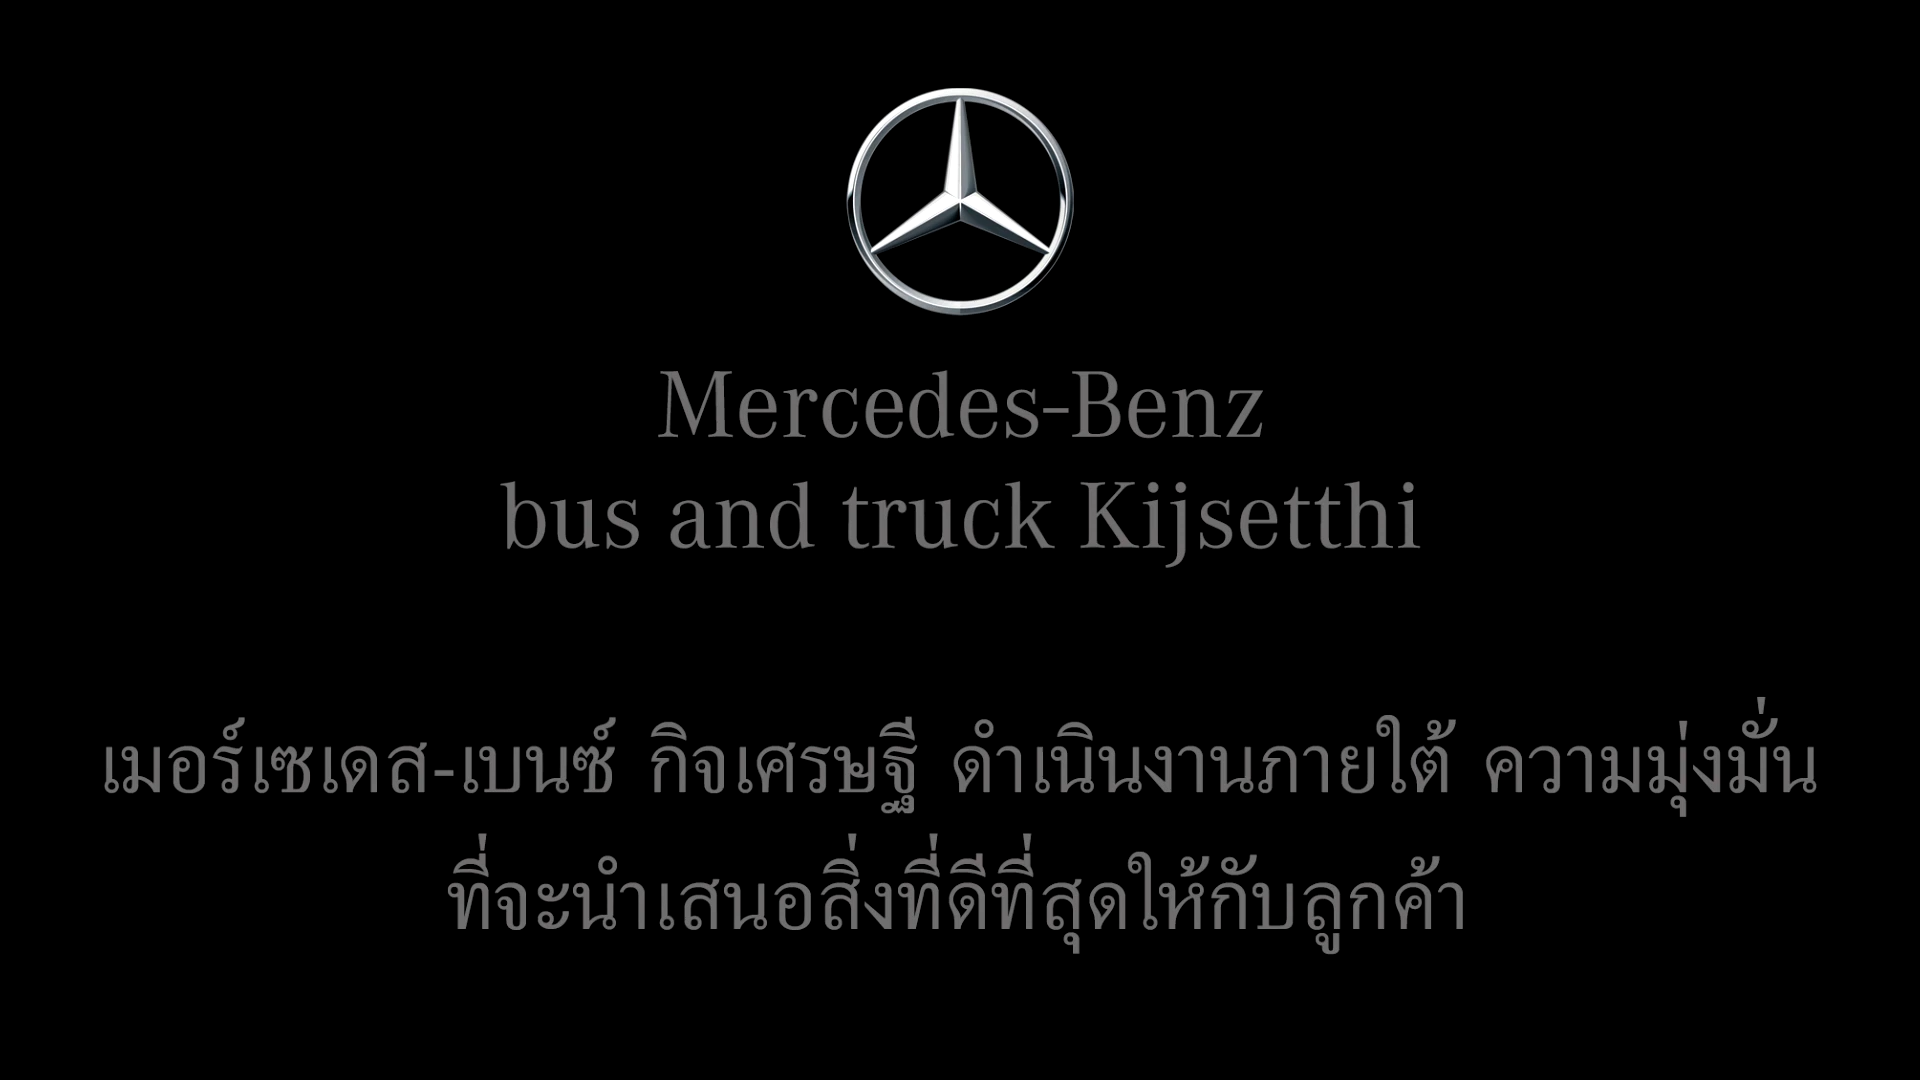 Mercedes-Benz
bus and truck Kijsetthi
เมอร์เซเดส-เบนซ์ กิจเศรษฐี ดำเนินงานภายใต้ ความมุ่งมั่น
ที่จะนำเสนอสิ่งที่ดีที่สุดให้กับลูกค้า